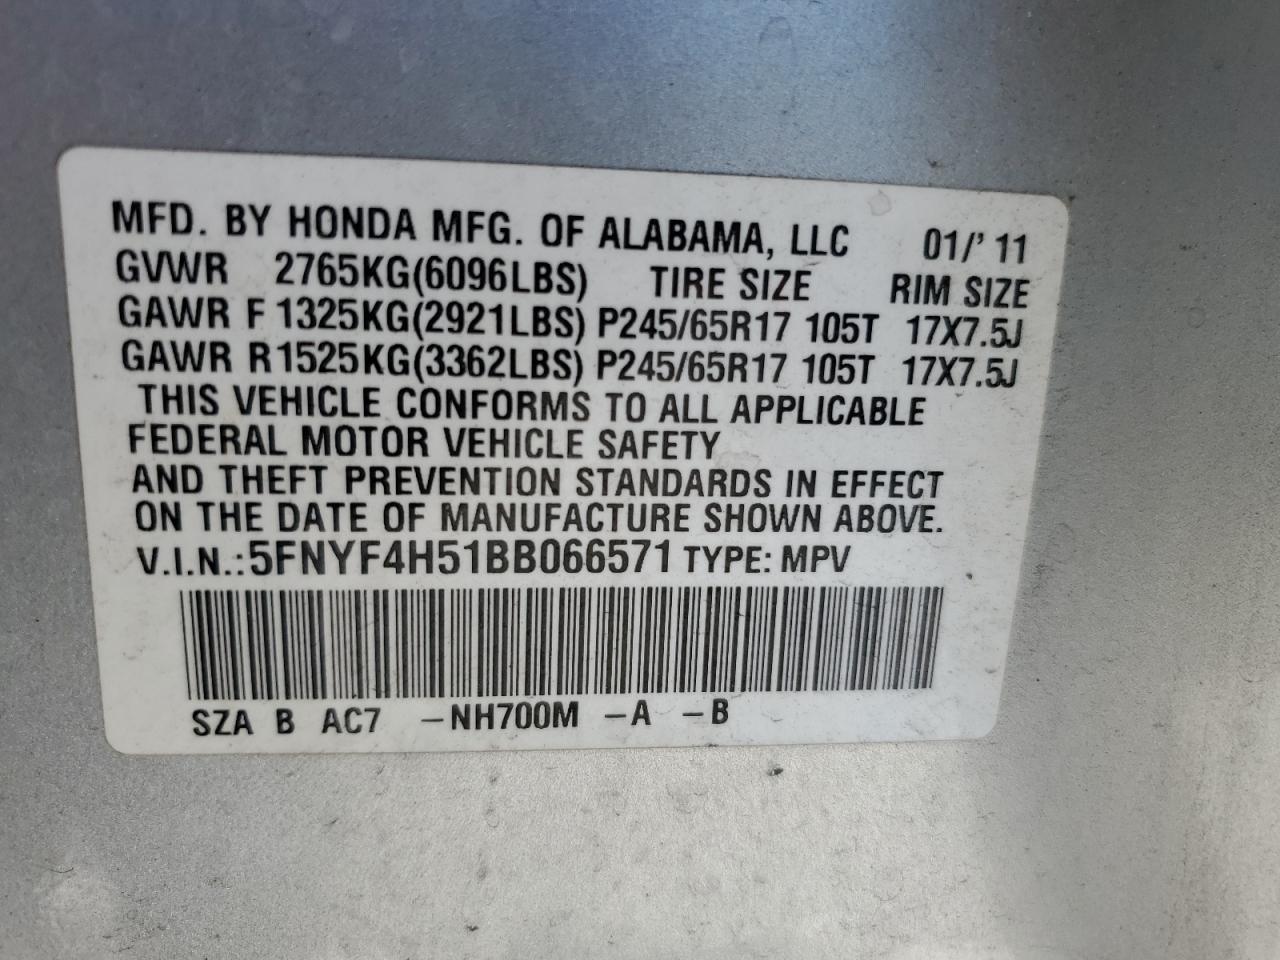 MFD. BY HONDA MFG. OF ALABAMA, LLC 01/' 11
GVWR 2765KG(6096LBS) TIRE SIZE RIM SIZE
GAWR F 1325KG(2921LBS) P245/65R17 105T 17X7.5J
GAWR R1525KG(3362LBS) P245/65R17 105T 17X7.5J
THIS VEHICLE CONFORMS TO ALL APPLICABLE
FEDERAL MOTOR VEHICLE SAFETY
AND THEFT PREVENTION STANDARDS IN EFFECT
ON THE DATE OF MANUFACTURE SHOWN ABOVE.
V.I.N.:5FNYF4H51BB066571 TYPE: MPV
SZA B AC7 –NH700M –A –B